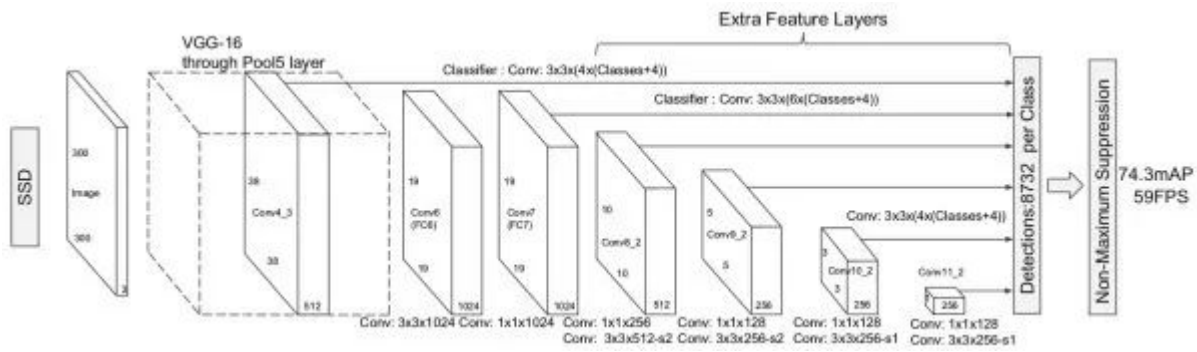 Extra Feature Layers
VGG-16
through Pool5 layer
Classifier : Conv: 3x3x(4x(Classes+4))
Classifier : Conv: 3x3x(6x(Classes+4))
SSD
300
Image
300
3
38
Conv4_3
38
512
19
Conv6
(FC6)
19
1024
19
Conv7
(FC7)
19
1024
10
Conv8_2
10
512
5
Conv9_2
5
256
Conv: 3x3x(4x(Classes+4))
3
Conv10_2
3
256
Conv11_2
256
Detections:8732 per Class
Non-Maximum Suppression
74.3mAP
59FPS
Conv: 3x3x1024
Conv: 1x1x1024
Conv: 1x1x256
Conv: 3x3x512-s2
Conv: 1x1x128
Conv: 3x3x256-s2
Conv: 1x1x128
Conv: 3x3x256-s1
Conv: 1x1x128
Conv: 3x3x256-s1